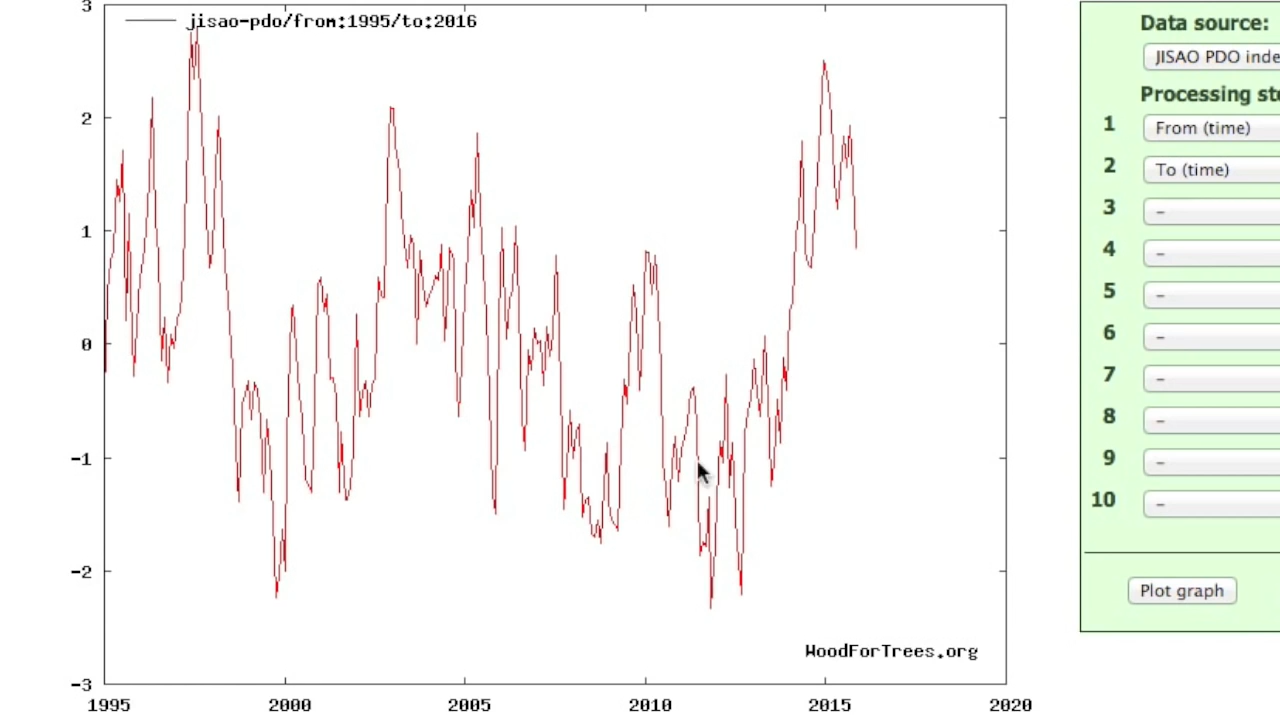 jisao-pdo/from:1995/to:2016
3
2
1
0
-1
-2
-3
1995 2000 2005 2010 2015 2020
WoodForTrees.org
Data source:
JISAO PDO
Processing
1 From (time)
2 To (time)
3 -
4 -
5 -
6 -
7 -
8 -
9 -
10 -
Plot graph